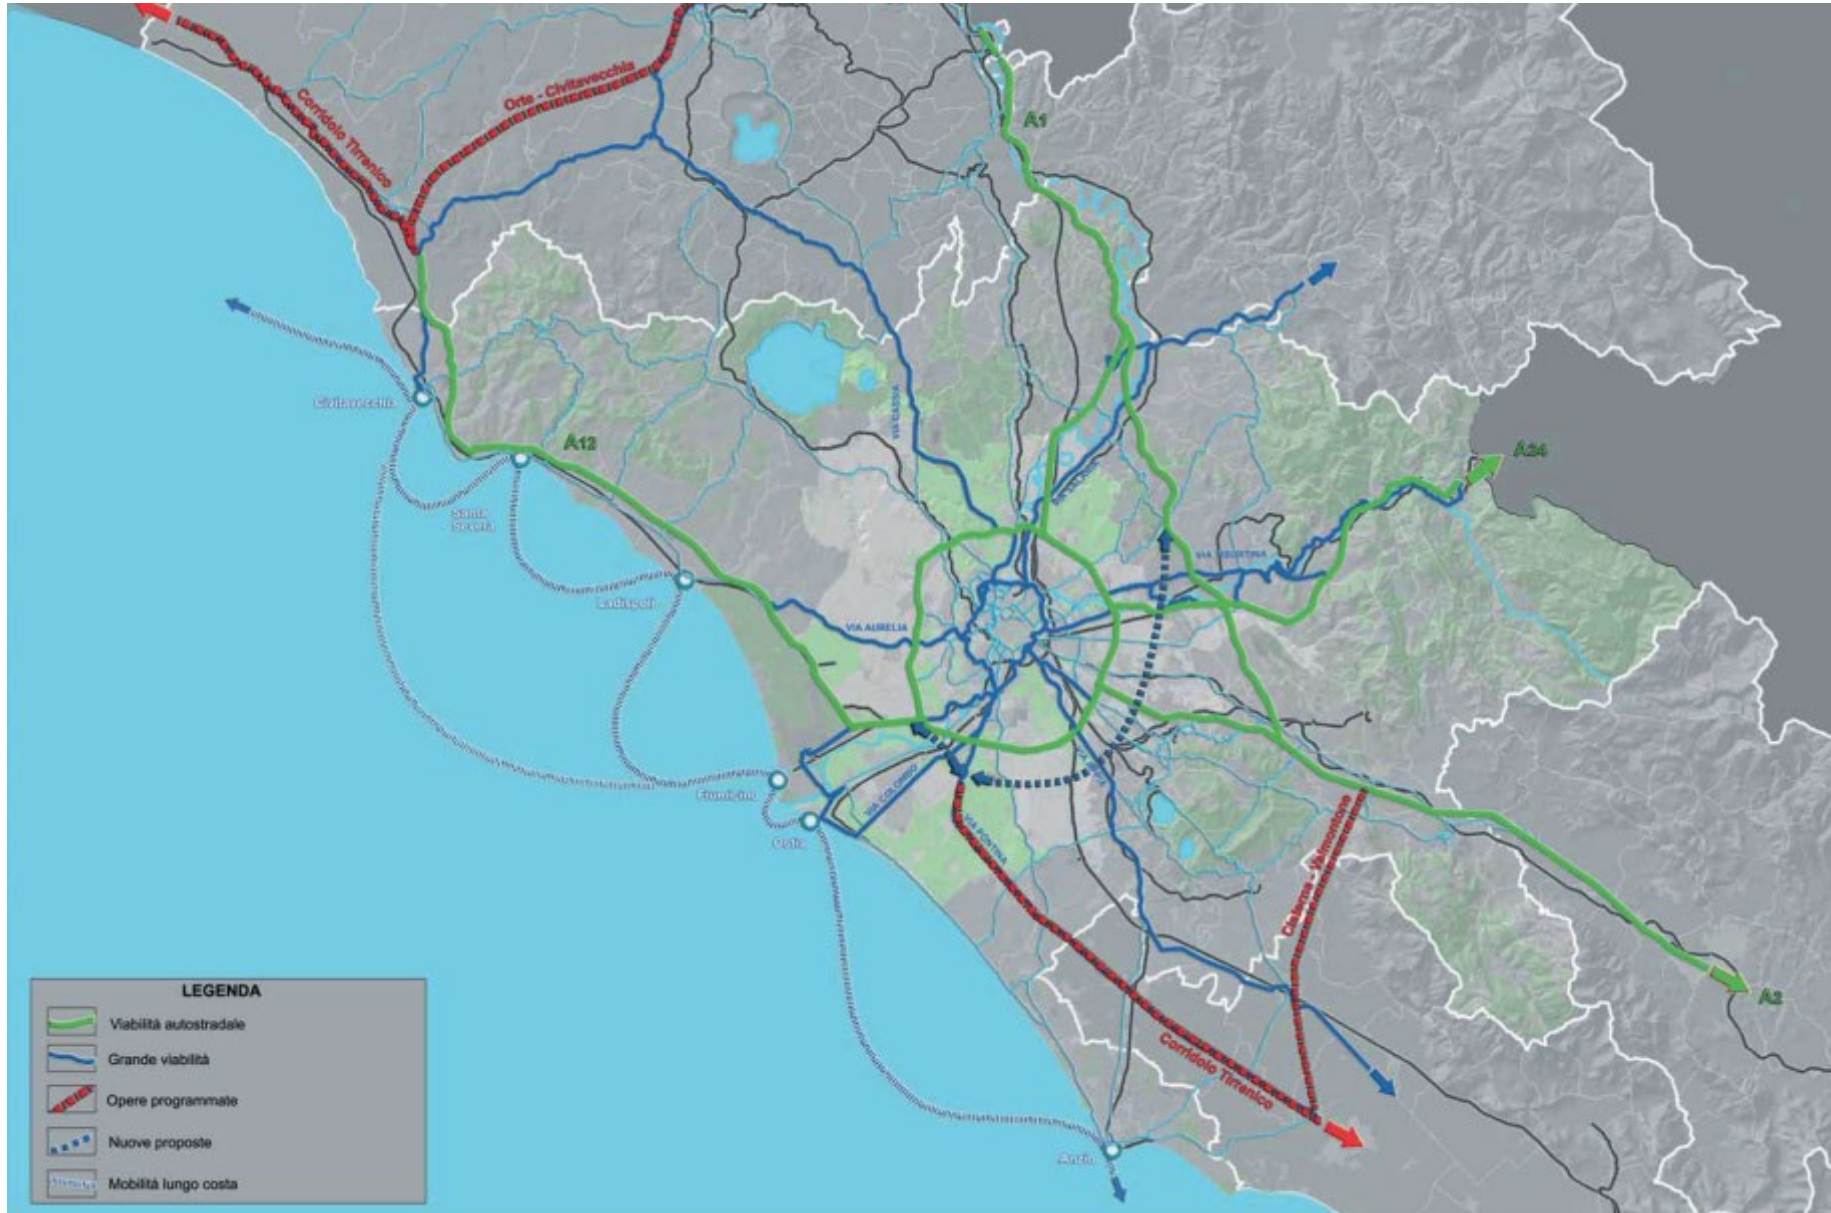 Corridoio Tirrenico
Orte - Civitavecchia
A1
Civitavecchia
VIA CASSIA
A12
A24
VIA SALARIA
Santa
Severa
VIA TIBURTINA
Ladispoli
VIA AURELIA
Fiumicino
VIA COLOMBO
Ostia
VIA PONTINA
Cisterna - Valmontone
A2
Corridoio Tirrenico
Anzio
LEGENDA
Viabilità autostradale
Grande viabilità
Opere programmate
Nuove proposte
Mobilità lungo costa